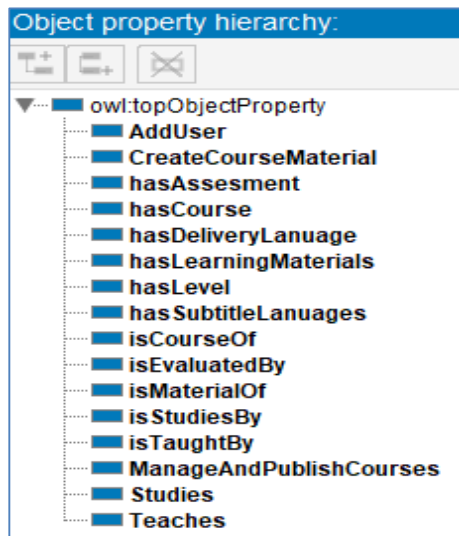 Object property hierarchy:
owl:topObjectProperty
AddUser
CreateCourseMaterial
hasAssesment
hasCourse
hasDeliveryLanuage
hasLearningMaterials
hasLevel
hasSubtitleLanuages
isCourseOf
isEvaluatedBy
isMaterialOf
isStudiesBy
isTaughtBy
ManageAndPublishCourses
Studies
Teaches